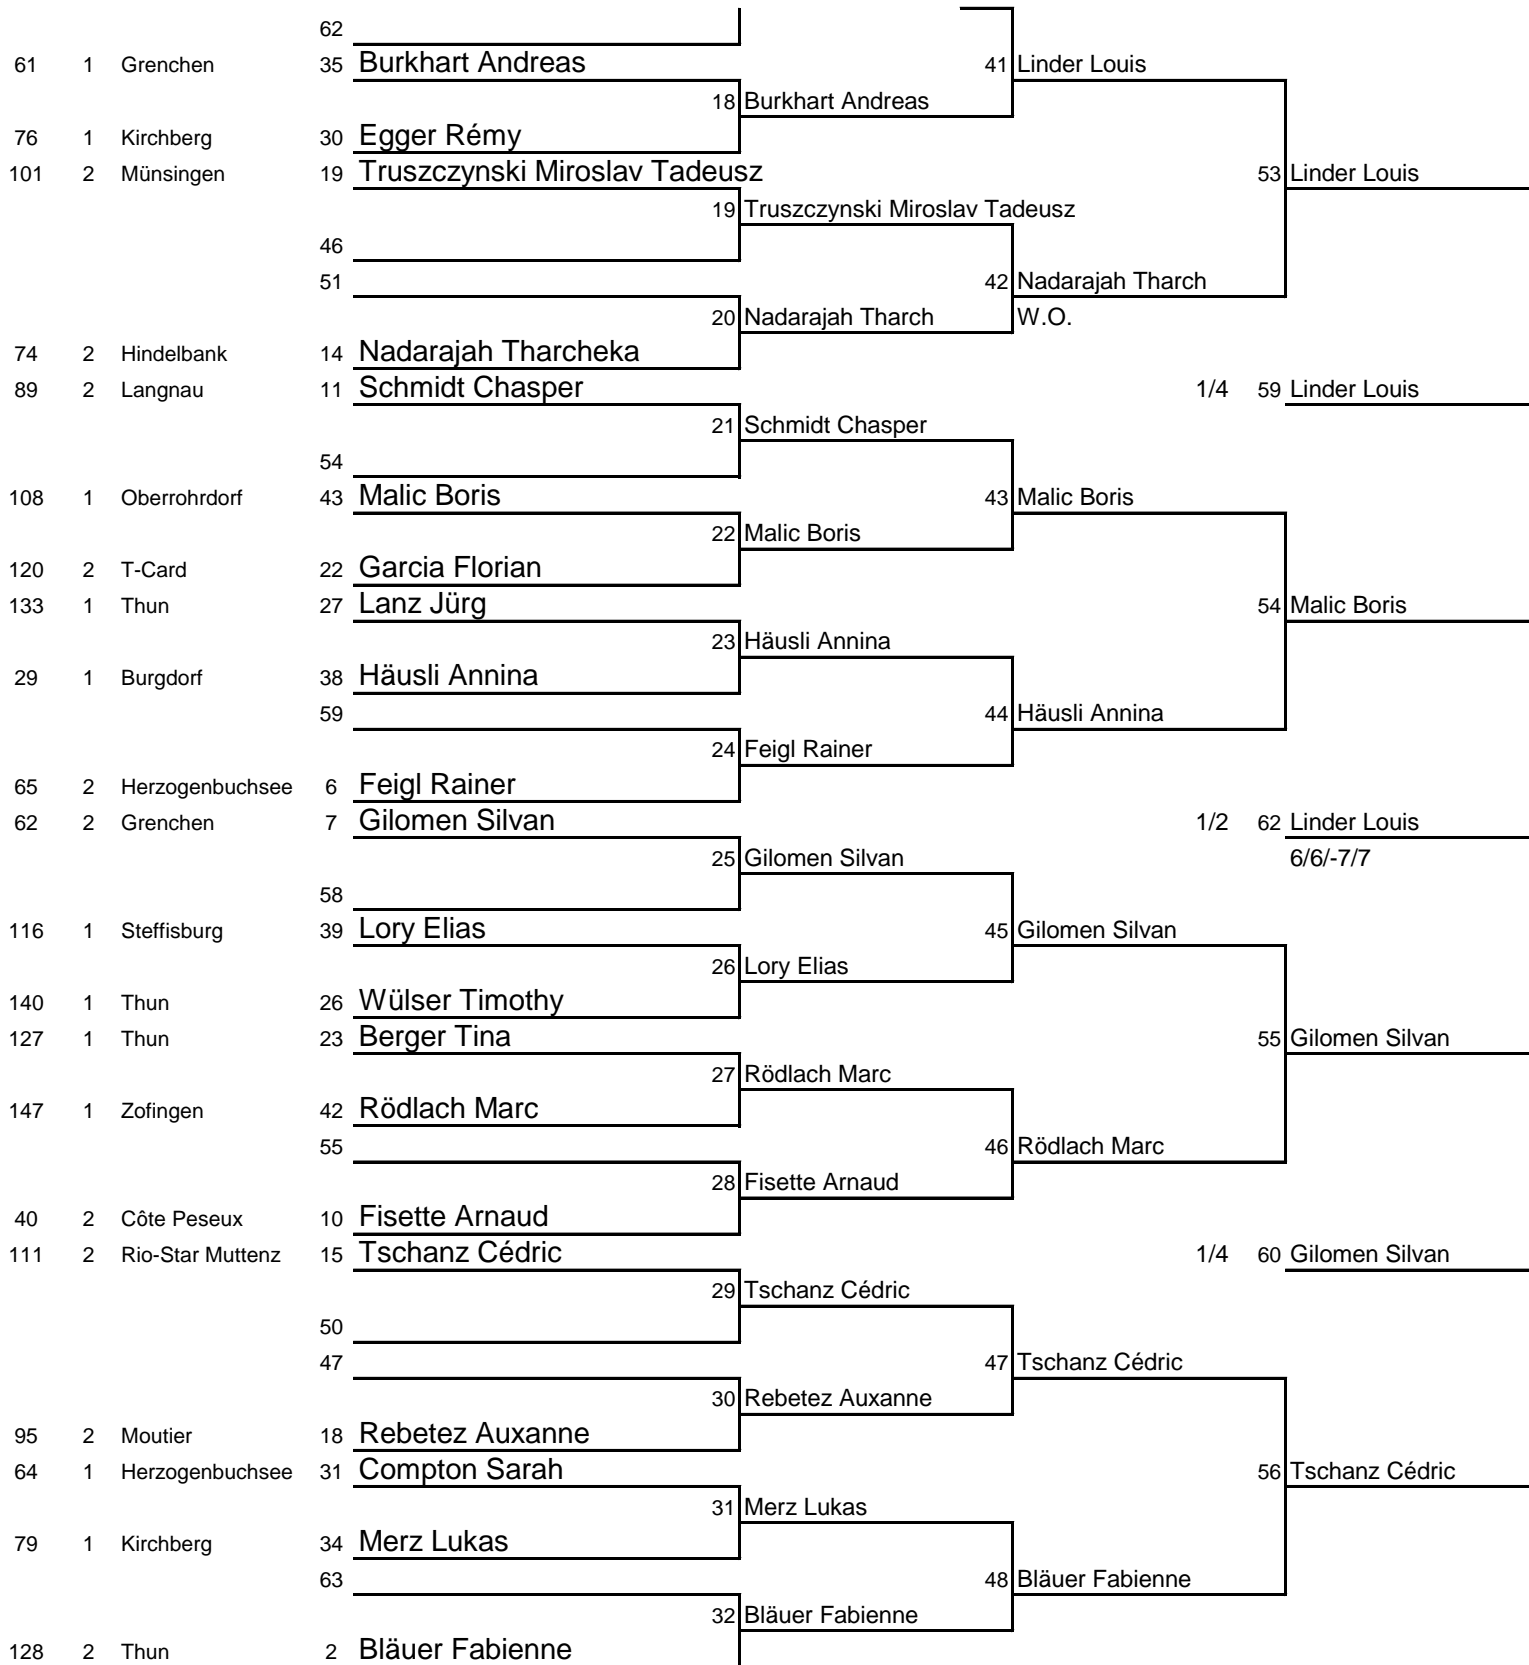 62
61 1 Grenchen 35 Burkhart Andreas 41 Linder Louis
18 Burkhart Andreas
76 1 Kirchberg 30 Egger Rémy
101 2 Münsingen 19 Truszczynski Miroslav Tadeusz 53 Linder Louis
19 Truszczynski Miroslav Tadeusz
46
51 42 Nadarajah Tharch
20 Nadarajah Tharch W.O.
74 2 Hindelbank 14 Nadarajah Tharcheka
89 2 Langnau 11 Schmidt Chasper 1/4 59 Linder Louis
21 Schmidt Chasper
54
108 1 Oberrohrdorf 43 Malic Boris 43 Malic Boris
22 Malic Boris
120 2 T-Card 22 Garcia Florian
133 1 Thun 27 Lanz Jürg 54 Malic Boris
23 Häusli Annina
29 1 Burgdorf 38 Häusli Annina
59 44 Häusli Annina
24 Feigl Rainer
65 2 Herzogenbuchsee 6 Feigl Rainer
62 2 Grenchen 7 Gilomen Silvan 1/2 62 Linder Louis
25 Gilomen Silvan 6/6/-7/7
58
116 1 Steffisburg 39 Lory Elias 45 Gilomen Silvan
26 Lory Elias
140 1 Thun 26 Wülser Timothy
127 1 Thun 23 Berger Tina 55 Gilomen Silvan
27 Rödlach Marc
147 1 Zofingen 42 Rödlach Marc
55 46 Rödlach Marc
28 Fisette Arnaud
40 2 Côte Peseux 10 Fisette Arnaud
111 2 Rio-Star Muttenz 15 Tschanz Cédric 1/4 60 Gilomen Silvan
29 Tschanz Cédric
50
47 47 Tschanz Cédric
30 Rebetez Auxanne
95 2 Moutier 18 Rebetez Auxanne
64 1 Herzogenbuchsee 31 Compton Sarah 56 Tschanz Cédric
31 Merz Lukas
79 1 Kirchberg 34 Merz Lukas
63 48 Bläuer Fabienne
32 Bläuer Fabienne
128 2 Thun 2 Bläuer Fabienne